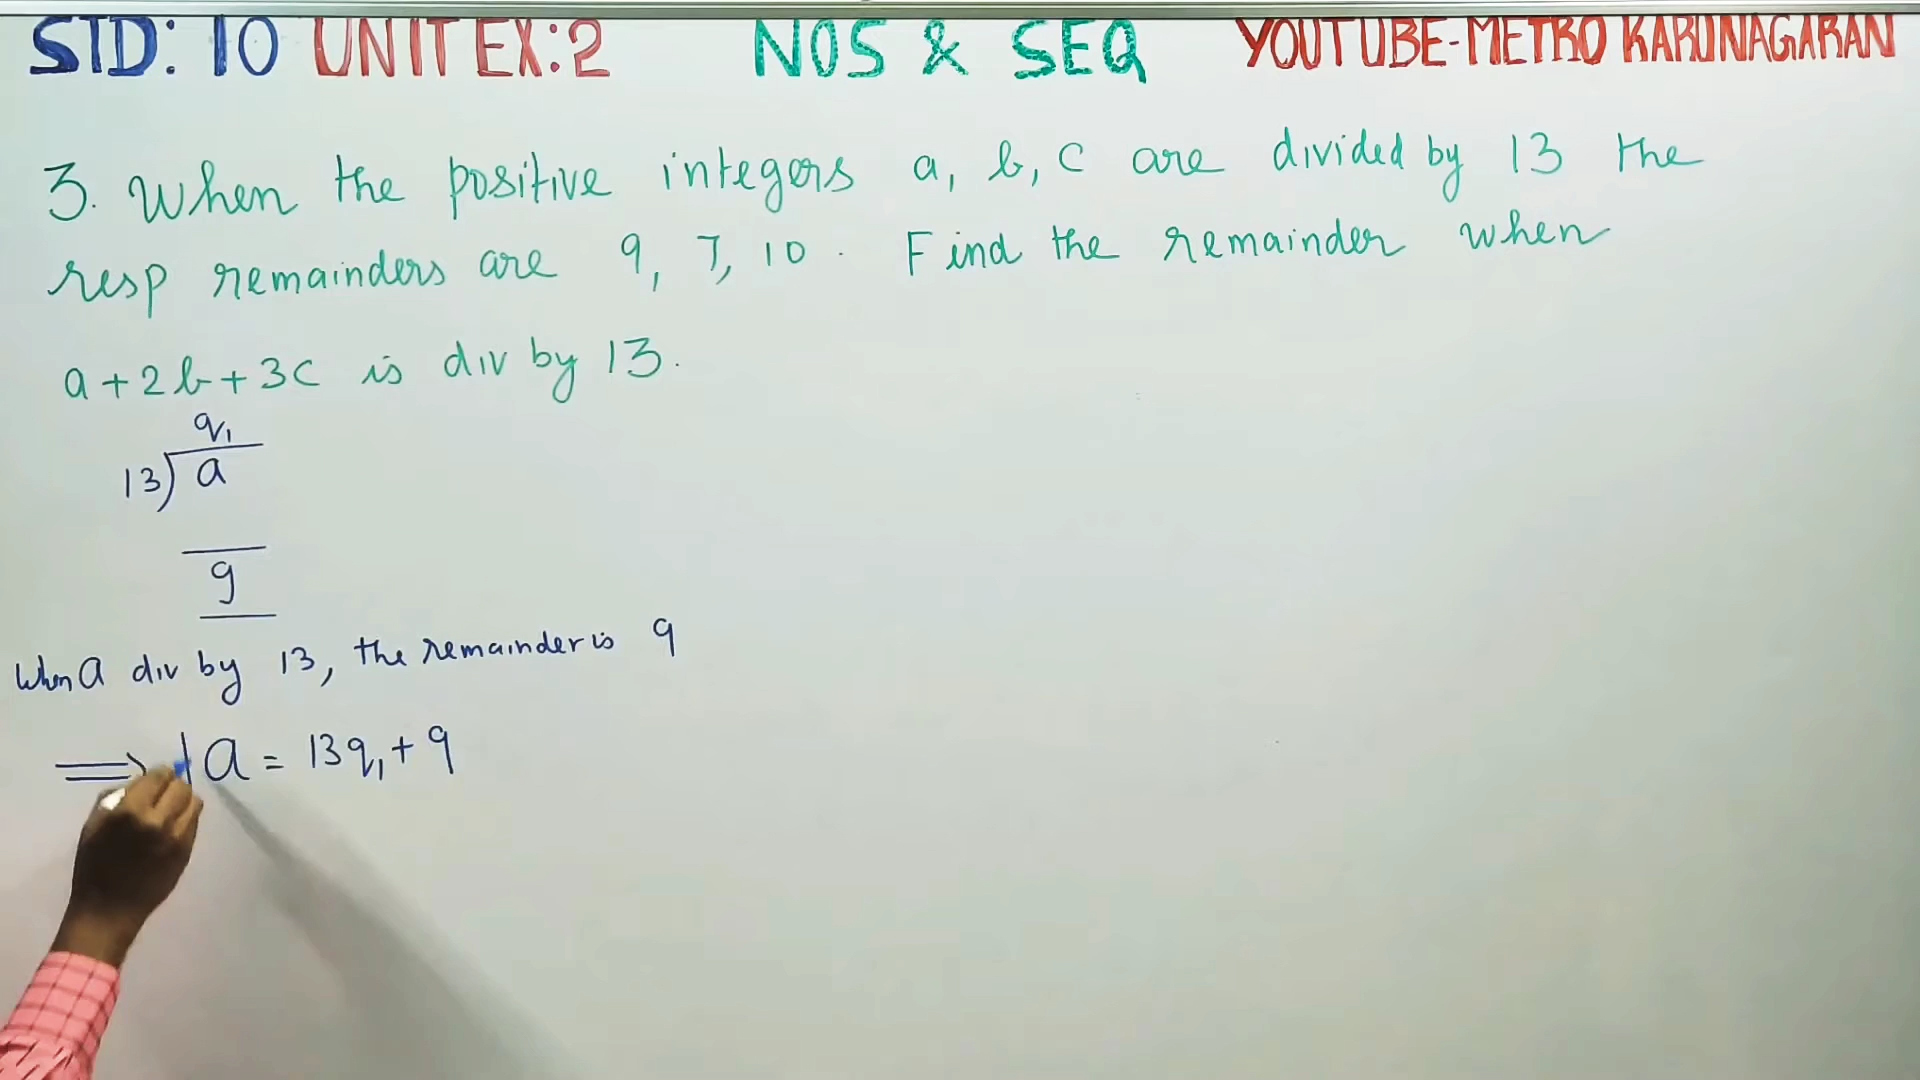 STD: 10 UNIT EX:2 NOS & SEQ YOUTUBE-METRO KARUNAGARAN
3. When the positive integers a, b, c are divided by 13 the
resp remainders are 9, 7, 10. Find the remainder when
a+2b+3c is div by 13.
q₁
13) a
9
When a div by 13, the remainder is 9
⟹ a = 13q₁ + 9